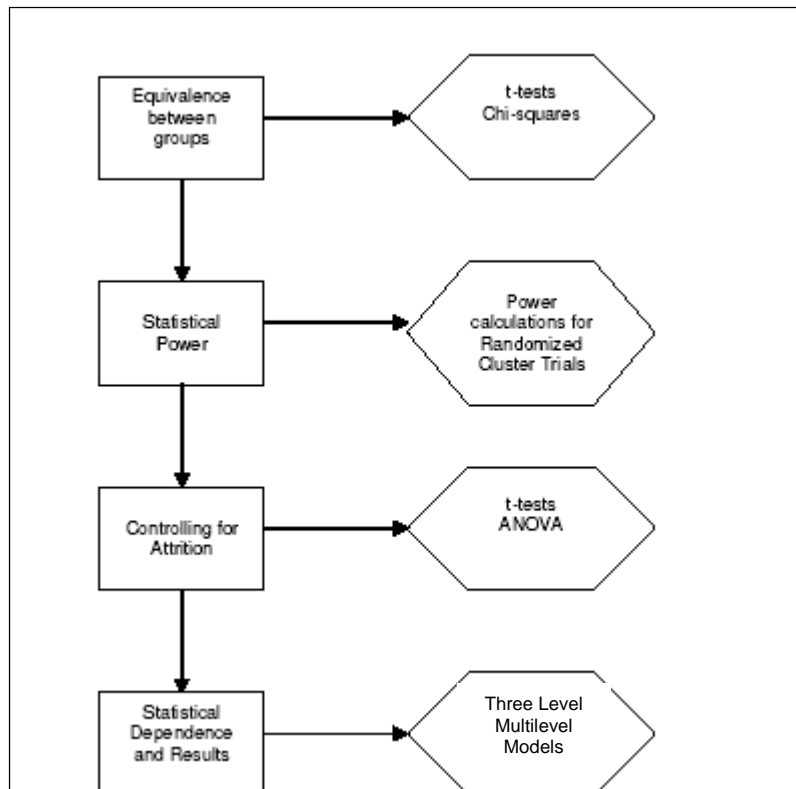 Equivalence
between
groups
t-tests
Chi-squares
Statistical
Power
Power
calculations for
Randomized
Cluster Trials
Controlling for
Attrition
t-tests
ANOVA
Statistical
Dependence
and Results
Three Level
Multilevel
Models